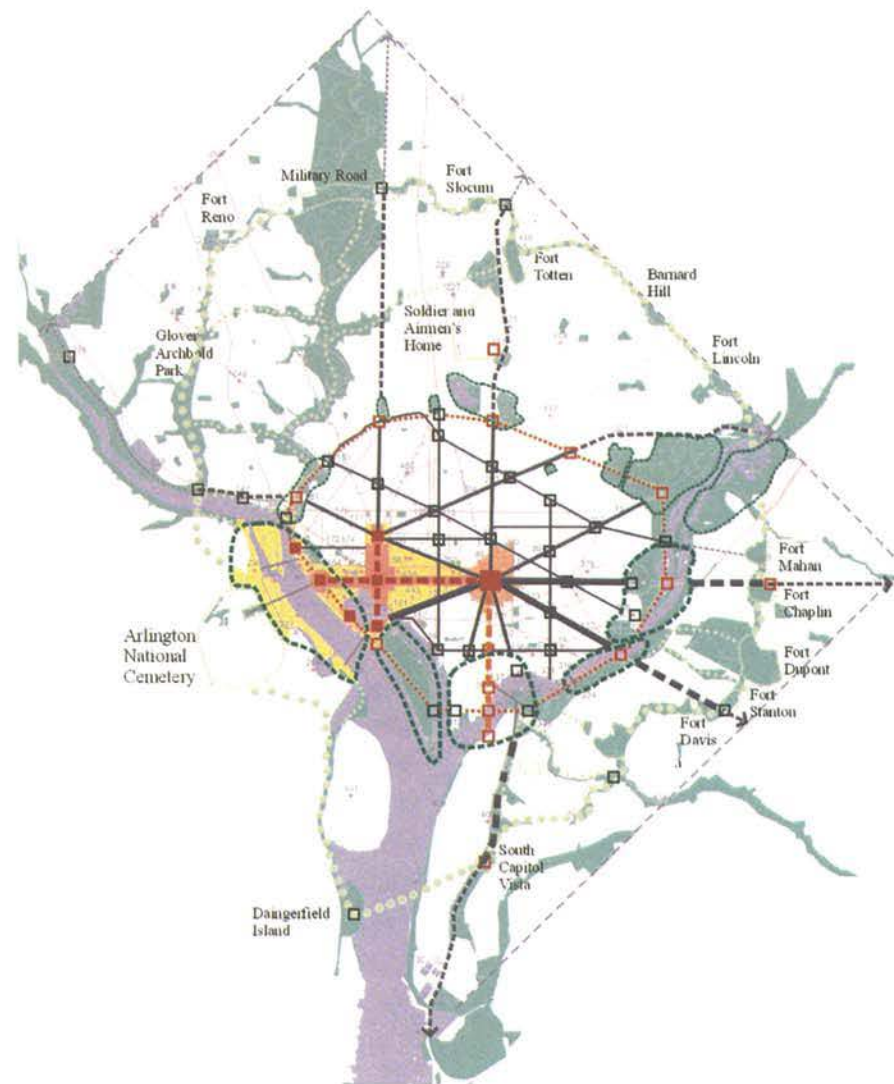 Military Road
Fort
Slocum
Fort
Reno
Fort
Totten
Barnard
Hill
Soldier and
Airmen's
Home
Glover
Archbold
Park
Fort
Lincoln
Fort
Mahan
Fort
Chaplin
Arlington
National
Cemetery
Fort
Dupont
Fort
Stanton
Fort
Davis
South
Capitol
Vista
Daingerfield
Island